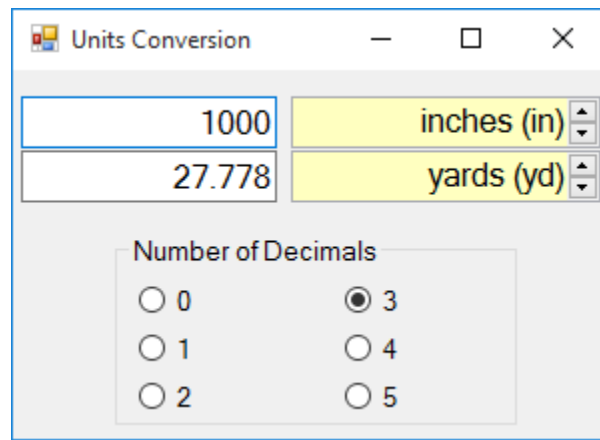 Units Conversion
1000 inches (in)
27.778 yards (yd)
Number of Decimals
0 3
1 4
2 5